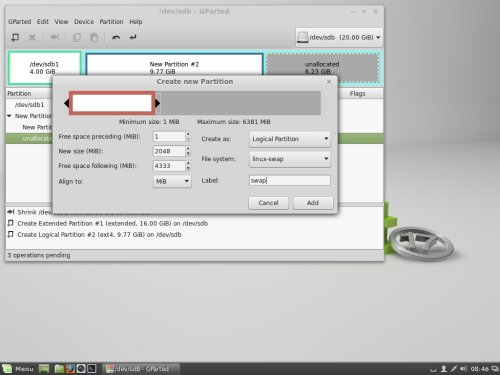 /dev/sdb - GParted
GParted Edit View Device Partition Help
/dev/sdb (20.00 GiB)
/dev/sdb1
4.00 GiB
New Partition #2
9.77 GiB
unallocated
6.23 GiB
Partition
Flags
/dev/sdb1
New Partition
New Parti
unallocated
Create new Partition
Minimum size: 1 MiB Maximum size: 6381 MiB
Free space preceding (MiB): 1 Create as: Logical Partition
New size (MiB): 2048 File system: linux-swap
Free space following (MiB): 4333
Align to: MiB Label: swap
Cancel Add
Shrink /dev/
Create Extended Partition #1 (extended, 16.00 GiB) on /dev/sdb
Create Logical Partition #2 (ext4, 9.77 GiB) on /dev/sdb
3 operations pending
Menu /dev/sdb - GParted 08:46